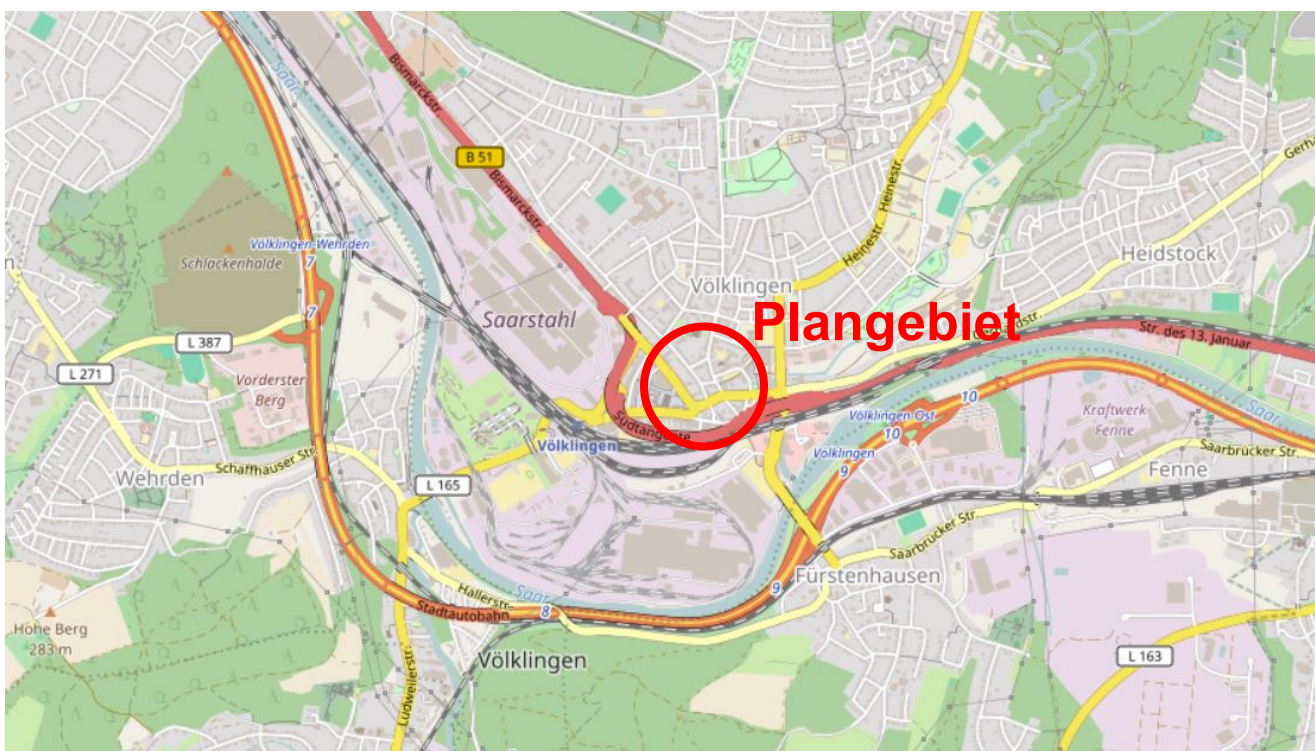 Saar
Bismarckstr.
B 51
Bismarckstr.
Heinestr.
Heinestr.
Völklingen-Wehrden
7
Schlackenhalde
7
Heidstock
Völklingen
Saarstahl
Plangebiet
Str. des 13. Januar
L 387
L 271
Vorderster
Berg
Südtangente
Völklingen
Völklingen-Ost
10
10
Kraftwerk
Fenne
Saar
Völklingen
9
Saarbrücker Str.
Fenne
Schaffhauser Str.
Wehrden
L 165
Saarbrücker Str.
Fürstenhausen
Hallerstr.
Saar
9
Stadtautobahn
8
Hohe Berg
283 m
Völklingen
L 163
Ludweilerstr.